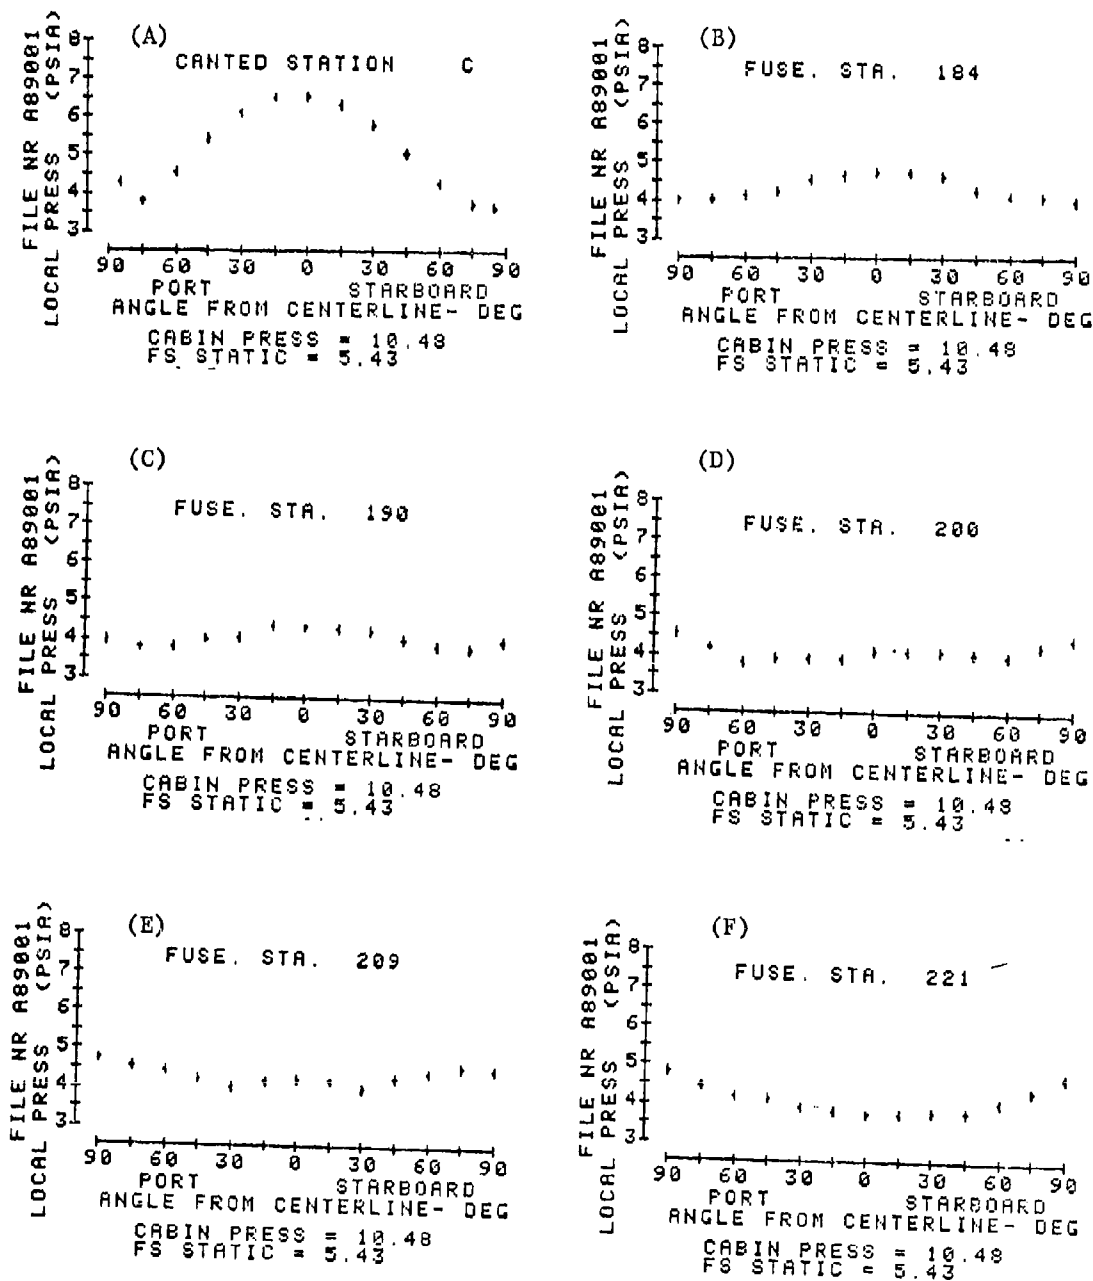 (A)
FILE NR A89001
LOCAL PRESS (PSIA)
CANTED STATION C
8
7
6
5
4
3
90 60 30 0 30 60 90
PORT STARBOARD
ANGLE FROM CENTERLINE- DEG
CABIN PRESS = 10.48
FS STATIC = 5.43
(B)
FILE NR A89001
LOCAL PRESS (PSIA)
FUSE. STA. 184
8
7
6
5
4
3
90 60 30 0 30 60 90
PORT STARBOARD
ANGLE FROM CENTERLINE- DEG
CABIN PRESS = 10.48
FS STATIC = 5.43
(C)
FILE NR A89001
LOCAL PRESS (PSIA)
FUSE. STA. 190
8
7
6
5
4
3
90 60 30 0 30 60 90
PORT STARBOARD
ANGLE FROM CENTERLINE- DEG
CABIN PRESS = 10.48
FS STATIC = 5.43
(D)
FILE NR A89001
LOCAL PRESS (PSIA)
FUSE. STA. 200
8
7
6
5
4
3
90 60 30 0 30 60 90
PORT STARBOARD
ANGLE FROM CENTERLINE- DEG
CABIN PRESS = 10.48
FS STATIC = 5.43
(E)
FILE NR A89001
LOCAL PRESS (PSIA)
FUSE. STA. 209
8
7
6
5
4
3
90 60 30 0 30 60 90
PORT STARBOARD
ANGLE FROM CENTERLINE- DEG
CABIN PRESS = 10.48
FS STATIC = 5.43
(F)
FILE NR A89001
LOCAL PRESS (PSIA)
FUSE. STA. 221
8
7
6
5
4
3
90 60 30 0 30 60 90
PORT STARBOARD
ANGLE FROM CENTERLINE- DEG
CABIN PRESS = 10.48
FS STATIC = 5.43